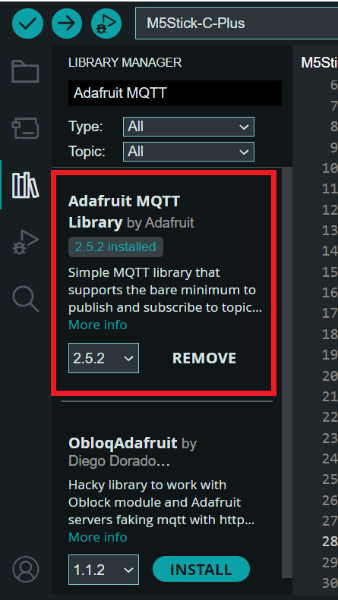 M5Stick-C-Plus
LIBRARY MANAGER
M5Sti
Adafruit MQTT
Type: All
Topic: All
Adafruit MQTT
Library by Adafruit
2.5.2 installed
Simple MQTT library that
supports the bare minimum to
publish and subscribe to topic...
More info
2.5.2
REMOVE
ObloqAdafruit by
Diego Dorado...
Hacky library to work with
Oblock module and Adafruit
servers faking mqtt with http...
More info
1.1.2
INSTALL
6
7
8
9
10
11
12
13
14
15
16
17
18
19
20
21
22
23
24
25
26
27
28
29
30